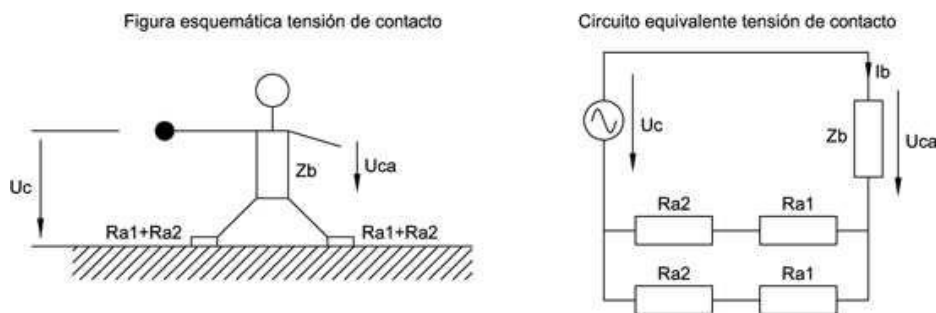 Figura esquemática tensión de contacto
Uc
Zb
Uca
Ra1+Ra2
Ra1+Ra2
Circuito equivalente tensión de contacto
Ib
Uc
Zb
Uca
Ra2
Ra1
Ra2
Ra1